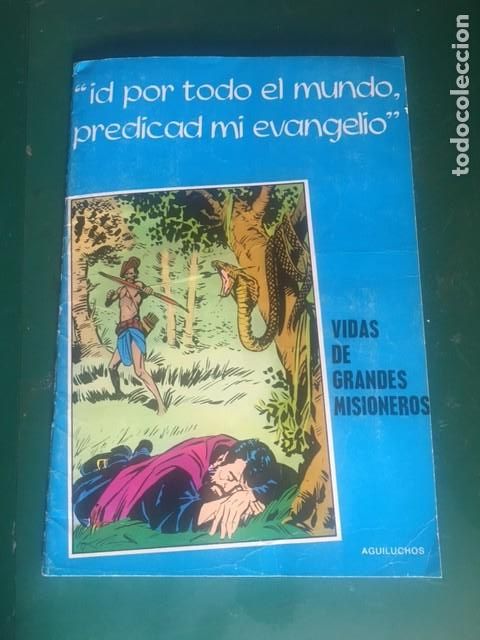 “id por todo el mundo,
predicad mi evangelio”
VIDAS
DE
GRANDES
MISIONEROS
AGUILUCHOS
todocoleccion